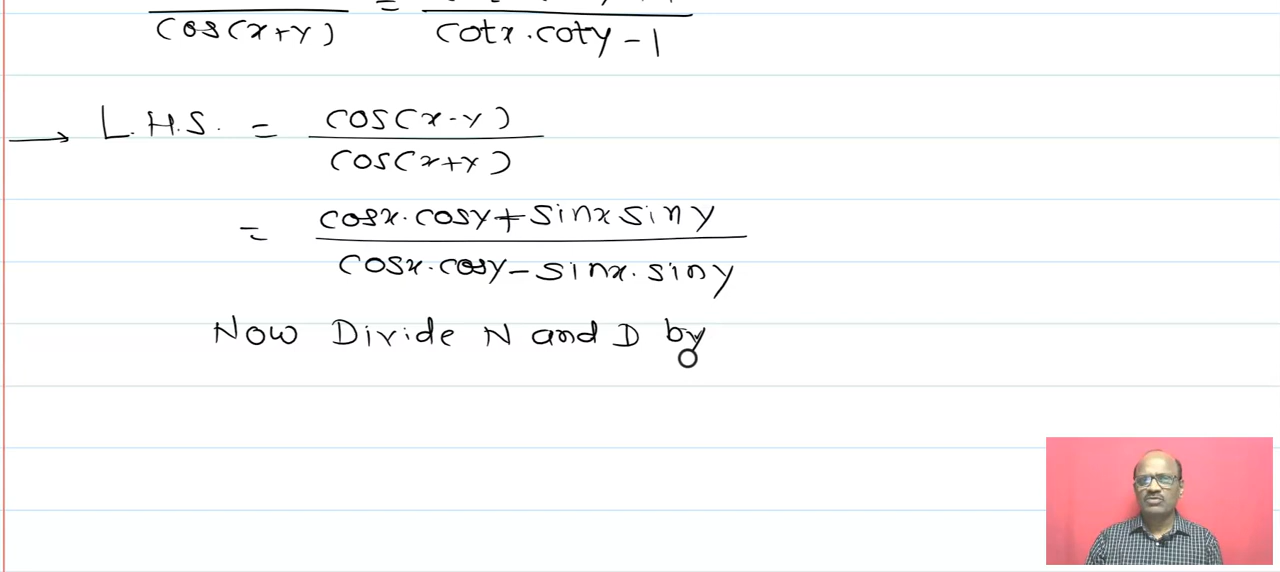 =
cos(x+y) cotx.coty-1
→ L.H.S. = cos(x-y)
cos(x+y)
= cosx.cosy+sinx siny
cosx.cosy-sinx.siny
Now Divide N and D by